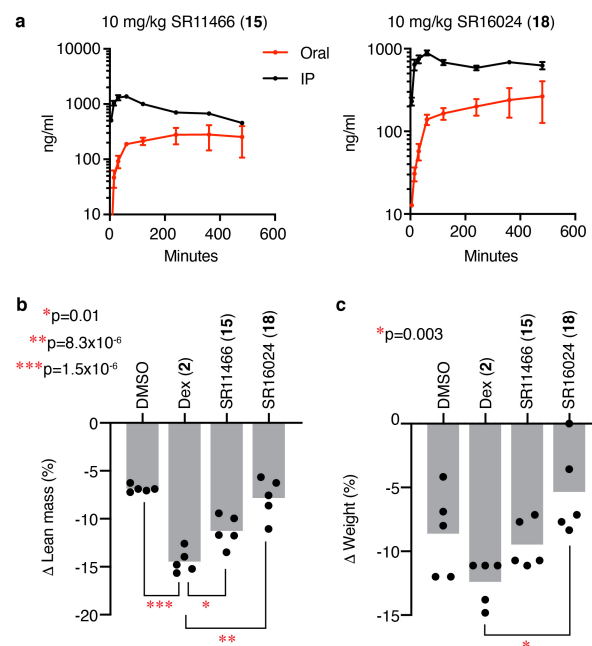 a
10 mg/kg SR11466 (15)
10 mg/kg SR16024 (18)
10000
1000
100
10
ng/ml
0
200
400
600
Minutes
Oral
IP
1000
100
10
ng/ml
0
200
400
600
Minutes
b
*p=0.01
**p=8.3x10-6
***p=1.5x10-6
DMSO
Dex (2)
SR11466 (15)
SR16024 (18)
0
-5
-10
-15
-20
Δ Lean mass (%)
***
*
**
c
*p=0.003
DMSO
Dex (2)
SR11466 (15)
SR16024 (18)
0
-5
-10
-15
Δ Weight (%)
*